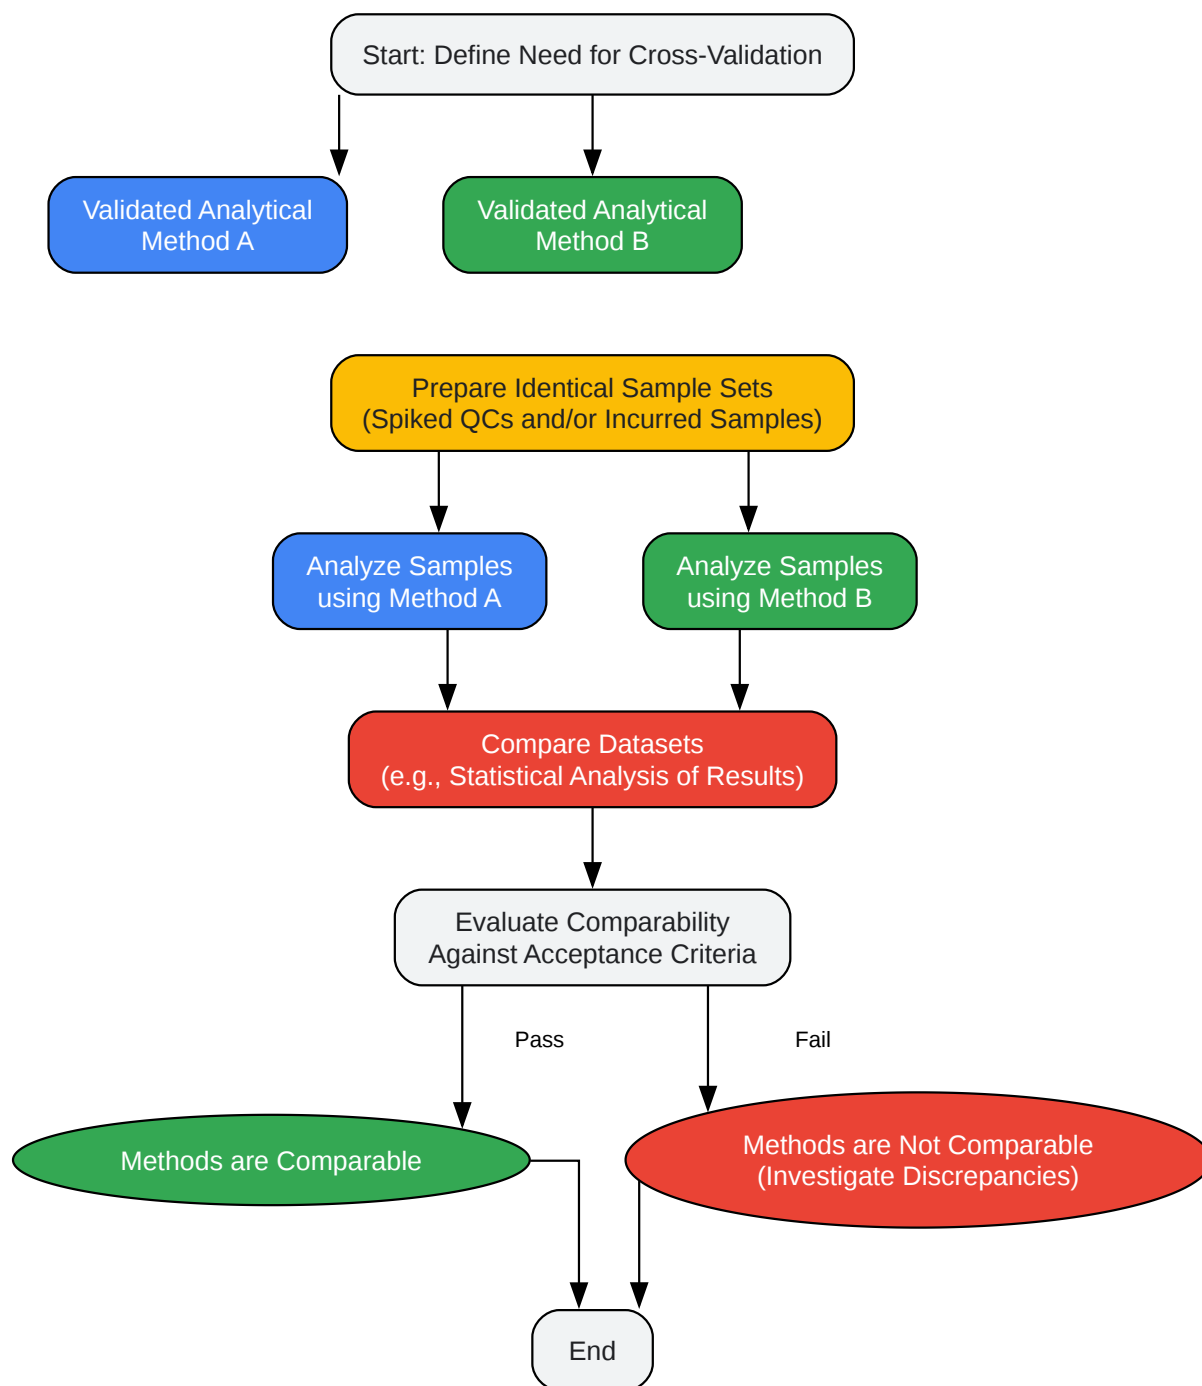 Start: Define Need for Cross-Validation
Validated Analytical
Method A
Validated Analytical
Method B
Prepare Identical Sample Sets
(Spiked QCs and/or Incurred Samples)
Analyze Samples
using Method A
Analyze Samples
using Method B
Compare Datasets
(e.g., Statistical Analysis of Results)
Evaluate Comparability
Against Acceptance Criteria
Pass
Fail
Methods are Comparable
Methods are Not Comparable
(Investigate Discrepancies)
End